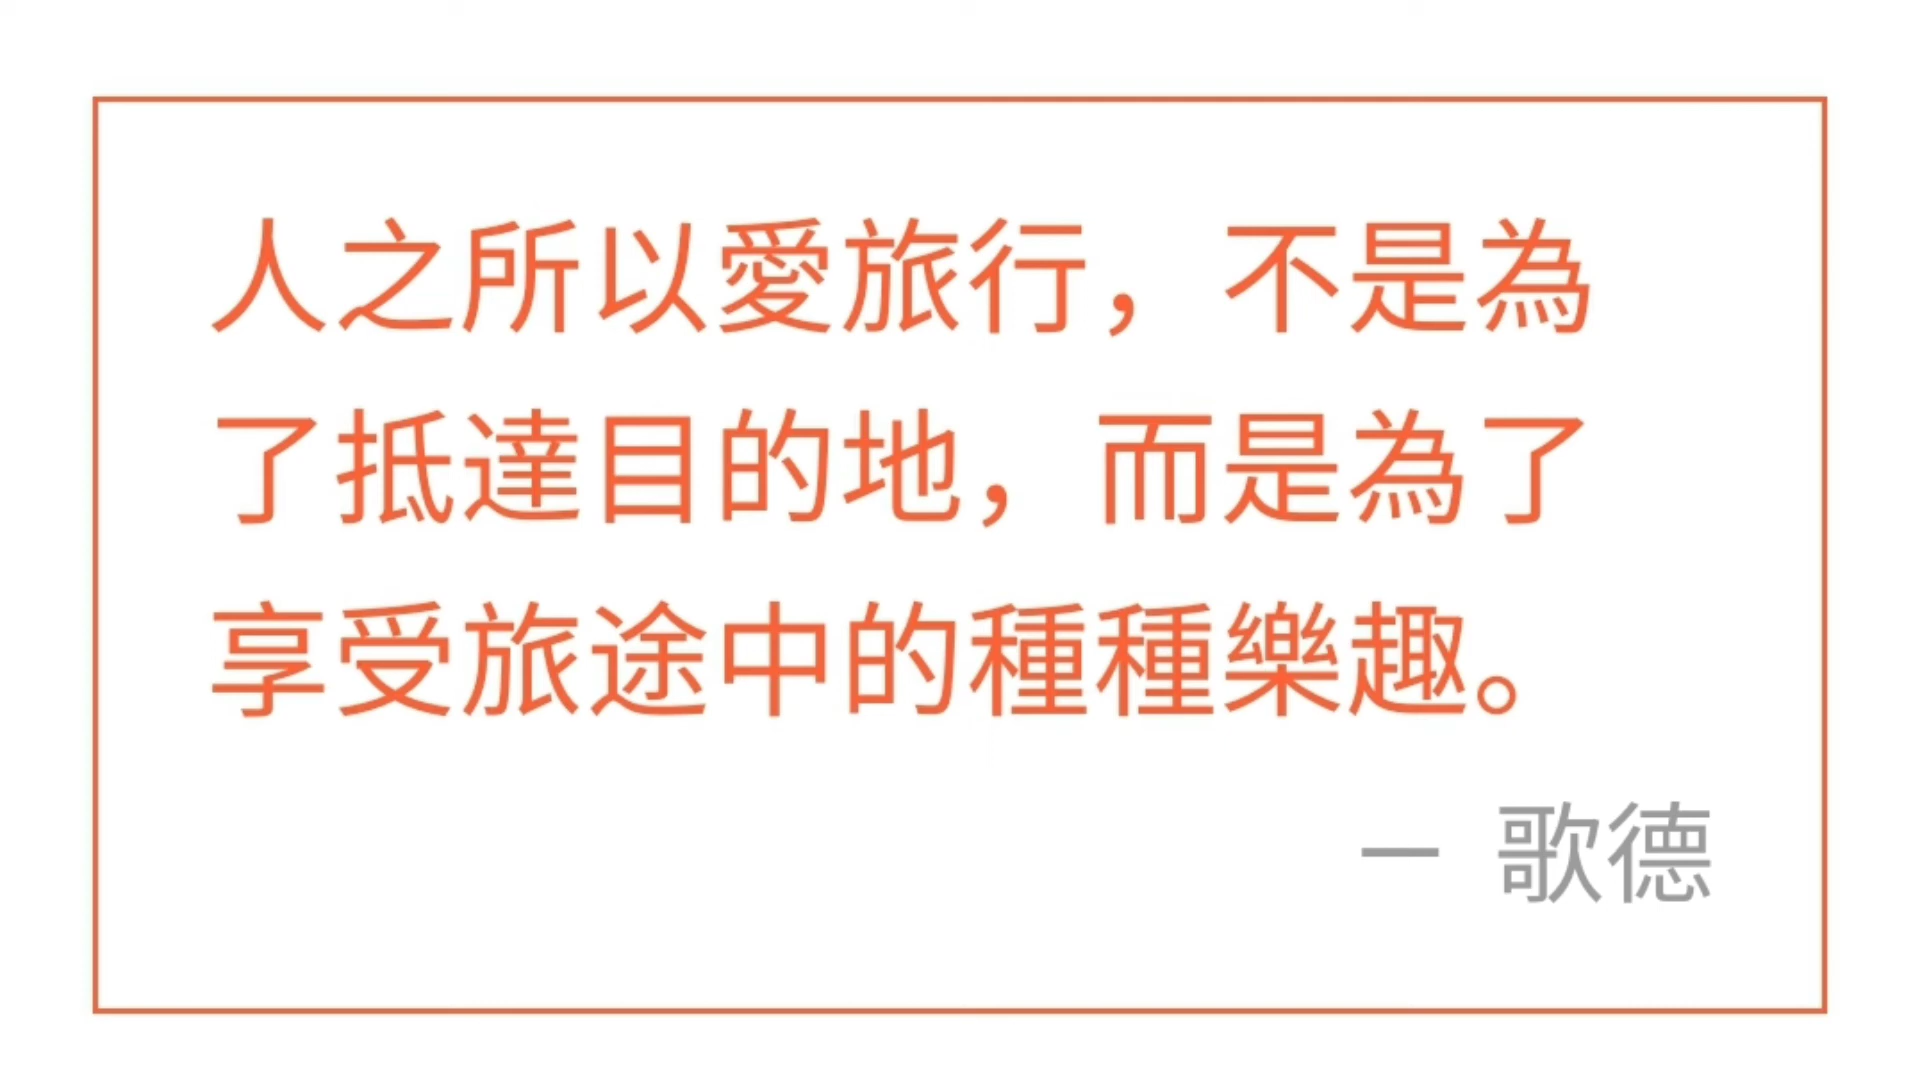 人之所以愛旅行，不是為
了抵達目的地，而是為了
享受旅途中的種種樂趣。
— 歌德